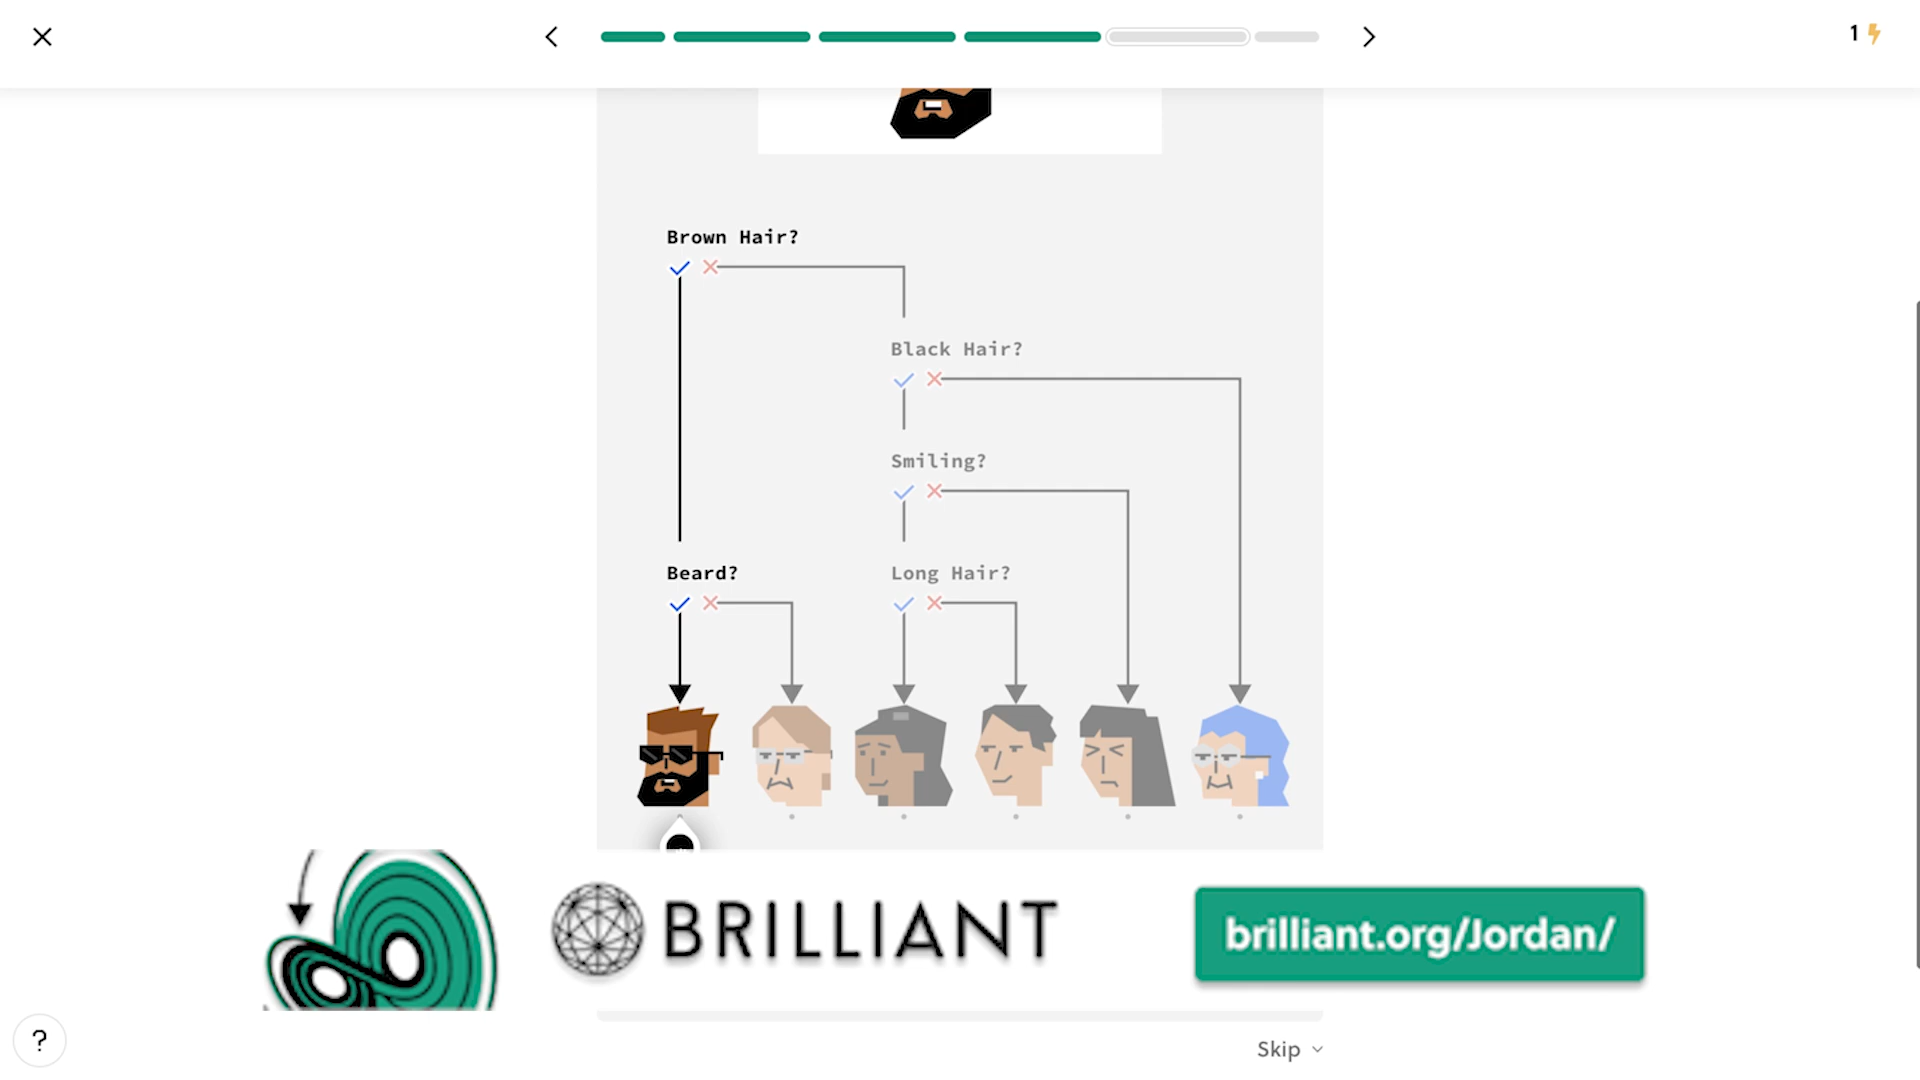 1
Brown Hair?
Black Hair?
Smiling?
Beard?
Long Hair?
BRILLIANT
brilliant.org/Jordan/
?
Skip